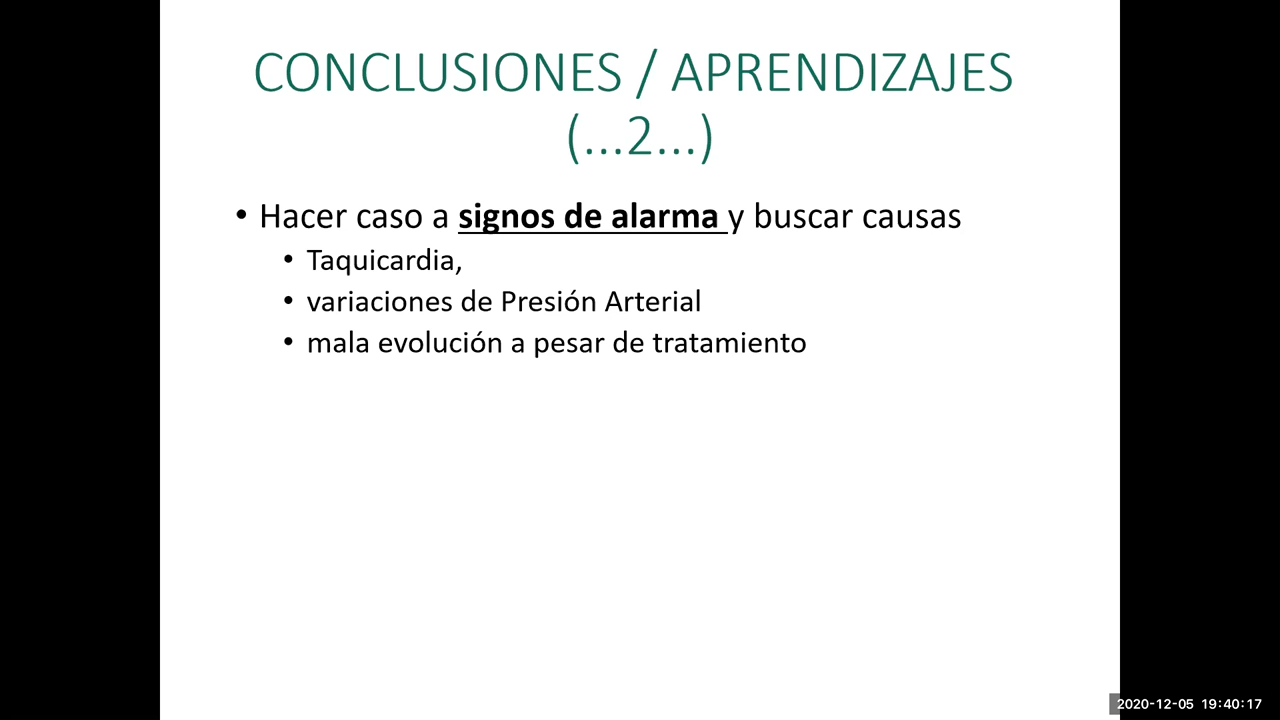 CONCLUSIONES / APRENDIZAJES
(...2...)
• Hacer caso a signos de alarma y buscar causas
• Taquicardia,
• variaciones de Presión Arterial
• mala evolución a pesar de tratamiento
2020-12-05 19:40:17